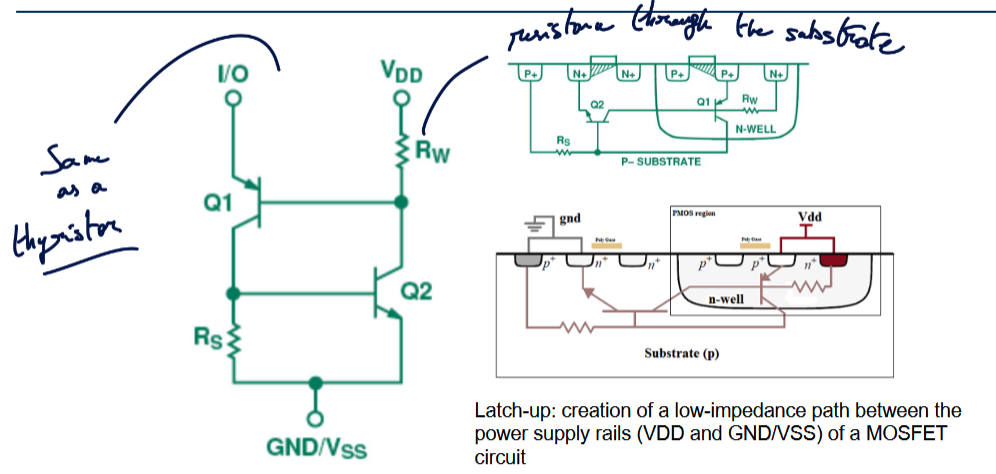 resistance through the substrate
Same
as a
thyristor
I/O
VDD
RW
Q1
Q2
RS
GND/VSS
P+
N+
N+
P+
P+
N+
Q2
Q1
RW
N-WELL
RS
P- SUBSTRATE
gnd
PMOS region
Vdd
Poly Gate
Poly Gate
p+
n+
n+
p+
p+
n+
n-well
Substrate (p)
Latch-up: creation of a low-impedance path between the
power supply rails (VDD and GND/VSS) of a MOSFET
circuit